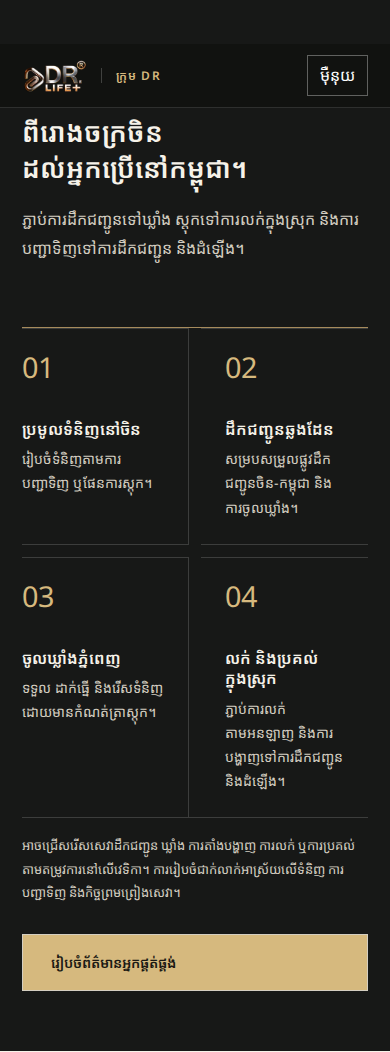 DR.®
LIFE+
ក្រុម DR
ម៉ឺនុយ
ពីរោងចក្រចិន
ដល់អ្នកប្រើនៅកម្ពុជា។
ភ្ជាប់ការដឹកជញ្ជូនទៅឃ្លាំង ស្តុកទៅការលក់ក្នុងស្រុក និងការ
បញ្ជាទិញទៅការដឹកជញ្ជូន និងដំឡើង។
01
02
ប្រមូលទំនិញនៅចិន
ដឹកជញ្ជូនឆ្លងដែន
រៀបចំទំនិញតាមការ
បញ្ជាទិញ ឬផែនការស្តុក។
សម្របសម្រួលផ្លូវដឹក
ជញ្ជូនចិន-កម្ពុជា និង
ការចូលឃ្លាំង។
03
04
ចូលឃ្លាំងភ្នំពេញ
លក់ និងប្រគល់
ក្នុងស្រុក
ទទួល ដាក់ធ្នើ និងរើសទំនិញ
ដោយមានកំណត់ត្រាស្តុក។
ភ្ជាប់ការលក់
តាមអនឡាញ និងការ
បង្ហាញទៅការដឹកជញ្ជូន
និងដំឡើង។
អាចជ្រើសរើសសេវាដឹកជញ្ជូន ឃ្លាំង ការតាំងបង្ហាញ ការលក់ ឬការប្រគល់
តាមតម្រូវការនៅលើវេទិកា។ ការរៀបចំជាក់លាក់អាស្រ័យលើទំនិញ ការ
បញ្ជាទិញ និងកិច្ចព្រមព្រៀងសេវា។
រៀបចំព័ត៌មានអ្នកផ្គត់ផ្គង់